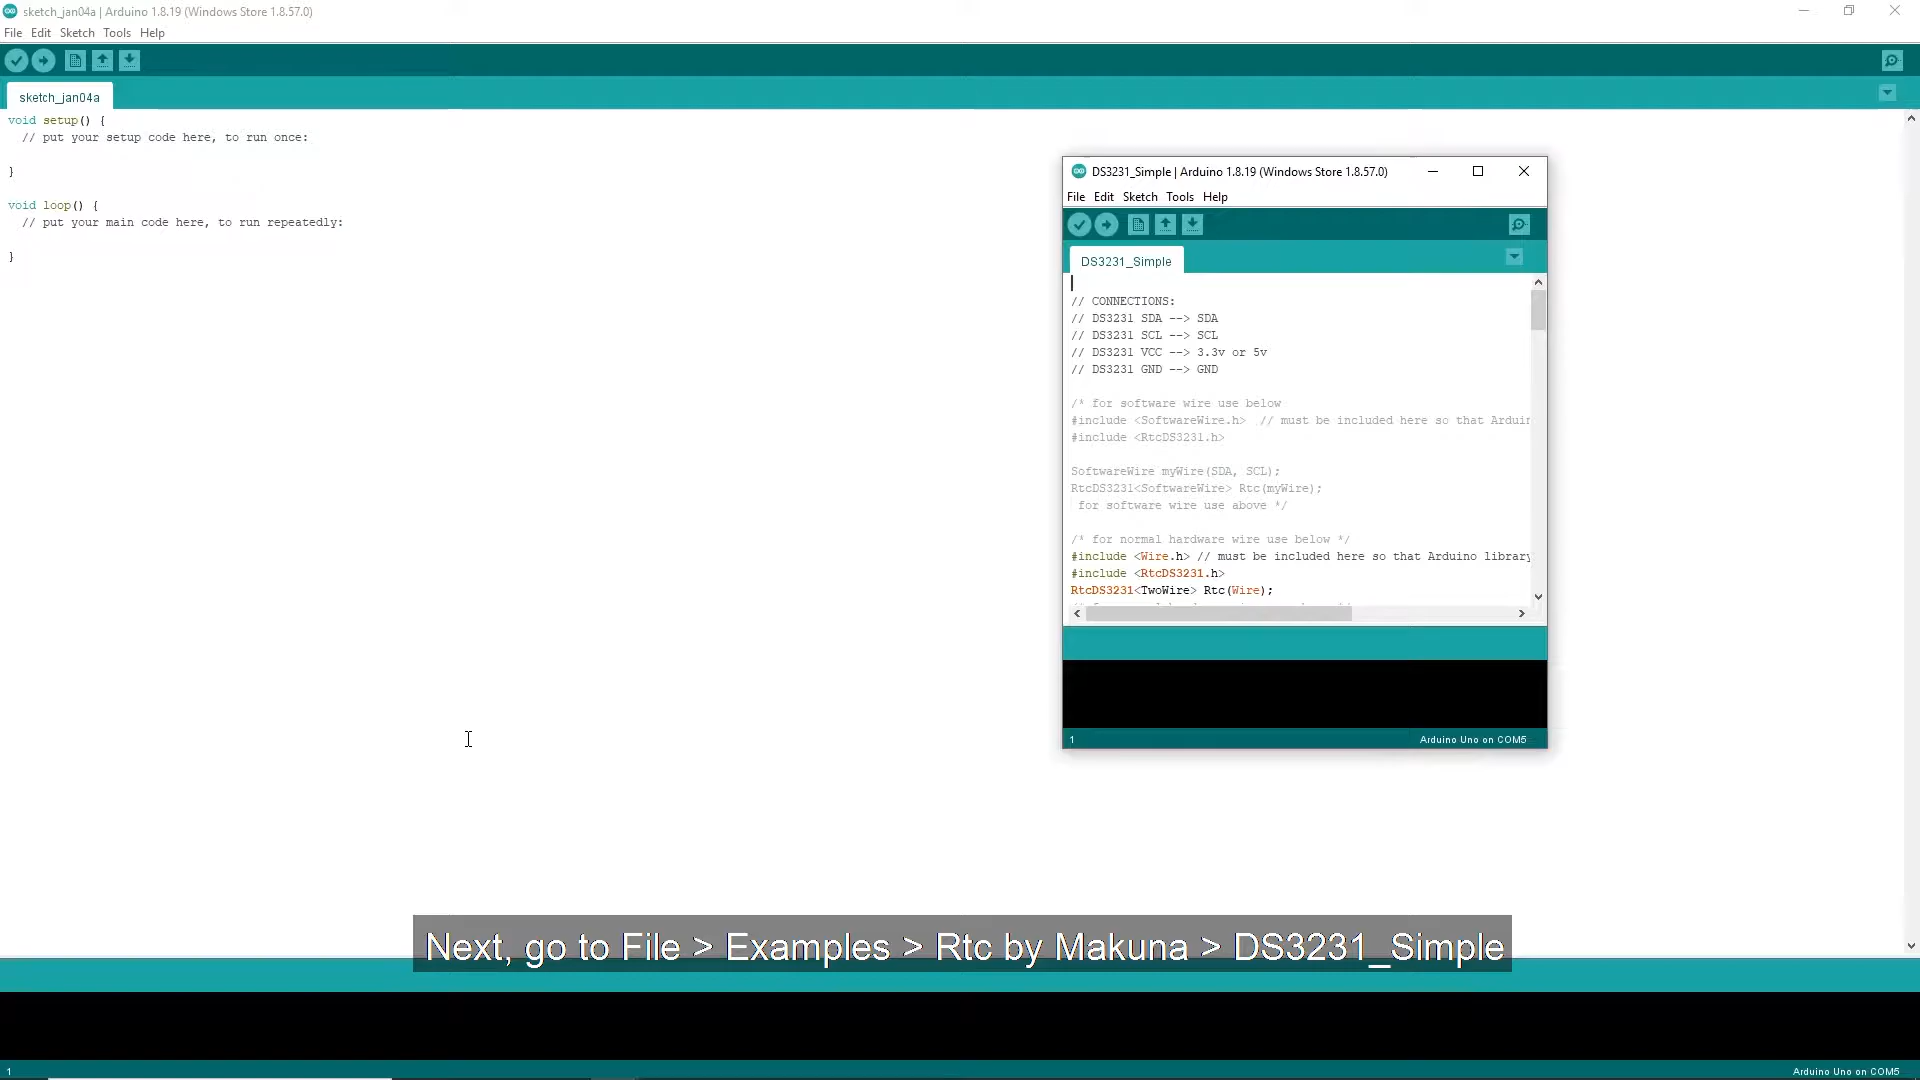 sketch_jan04a | Arduino 1.8.19 (Windows Store 1.8.57.0)
File Edit Sketch Tools Help
sketch_jan04a
void setup() {
  // put your setup code here, to run once:
}
void loop() {
  // put your main code here, to run repeatedly:
}
DS3231_Simple | Arduino 1.8.19 (Windows Store 1.8.57.0)
File Edit Sketch Tools Help
DS3231_Simple
// CONNECTIONS:
// DS3231 SDA --> SDA
// DS3231 SCL --> SCL
// DS3231 VCC --> 3.3v or 5v
// DS3231 GND --> GND
/* for software wire use below
#include <SoftwareWire.h>  // must be included here so that Arduin
#include <RtcDS3231.h>
SoftwareWire myWire(SDA, SCL);
RtcDS3231<SoftwareWire> Rtc(myWire);
 for software wire use above */
/* for normal hardware wire use below */
#include <Wire.h> // must be included here so that Arduino library
#include <RtcDS3231.h>
RtcDS3231<TwoWire> Rtc(Wire);
1
Arduino Uno on COM5
Next, go to File > Examples > Rtc by Makuna > DS3231_Simple
1
Arduino Uno on COM5